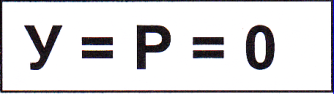 У = Р = 0